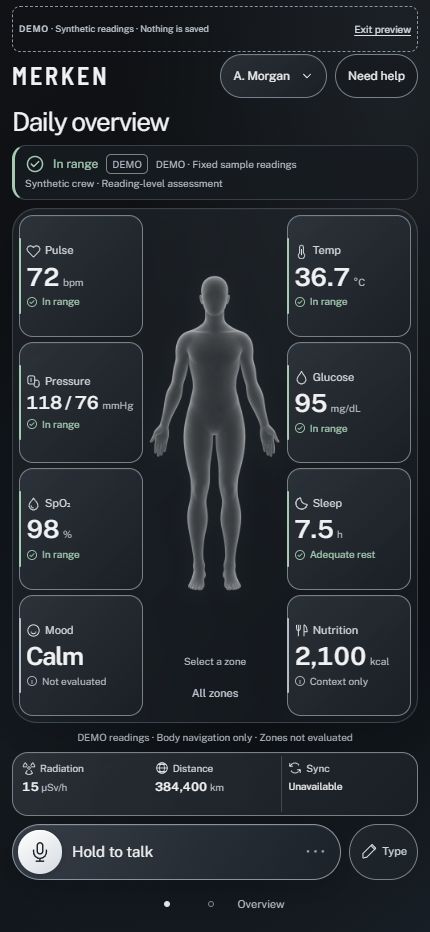 DEMO · Synthetic readings · Nothing is saved
Exit preview
MERKEN
A. Morgan
Need help
Daily overview
In range DEMO DEMO · Fixed sample readings
Synthetic crew · Reading-level assessment
Pulse
72 bpm
In range
Temp
36.7 °C
In range
Pressure
118 / 76 mmHg
In range
Glucose
95 mg/dL
In range
SpO₂
98 %
In range
Sleep
7.5 h
Adequate rest
Mood
Calm
Not evaluated
Select a zone
All zones
Nutrition
2,100 kcal
Context only
DEMO readings · Body navigation only · Zones not evaluated
Radiation
15 µSv/h
Distance
384,400 km
Sync
Unavailable
Hold to talk
Type
Overview